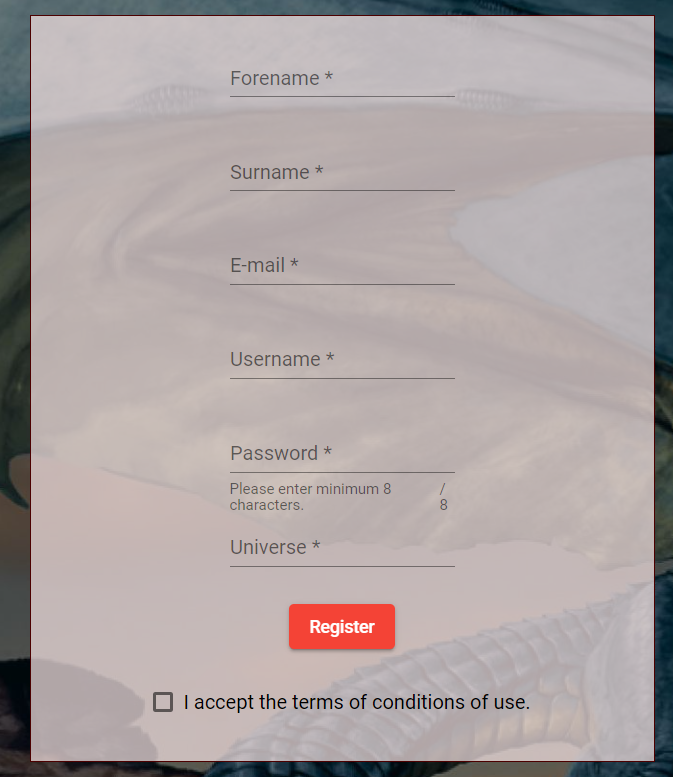 Forename *
Surname *
E-mail *
Username *
Password *
Please enter minimum 8 /
characters. 8
Universe *
Register
I accept the terms of conditions of use.